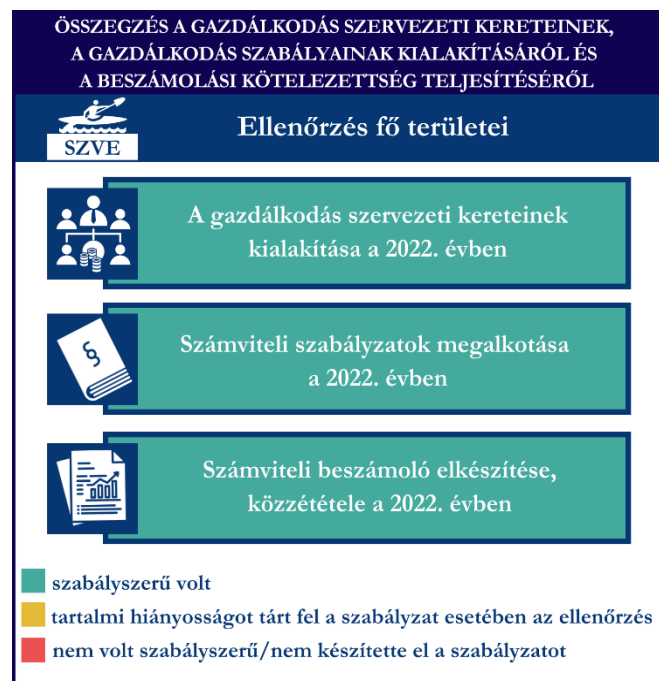 ÖSSZEGZÉS A GAZDÁLKODÁS SZERVEZETI KERETEINEK,
A GAZDÁLKODÁS SZABÁLYAINAK KIALAKÍTÁSÁRÓL ÉS
A BESZÁMOLÁSI KÖTELEZETTSÉG TELJESÍTÉSÉRŐL
SZVE
Ellenőrzés fő területei
A gazdálkodás szervezeti kereteinek
kialakítása a 2022. évben
§
Számviteli szabályzatok megalkotása
a 2022. évben
Számviteli beszámoló elkészítése,
közzététele a 2022. évben
szabályszerű volt
tartalmi hiányosságot tárt fel a szabályzat esetében az ellenőrzés
nem volt szabályszerű/nem készítette el a szabályzatot